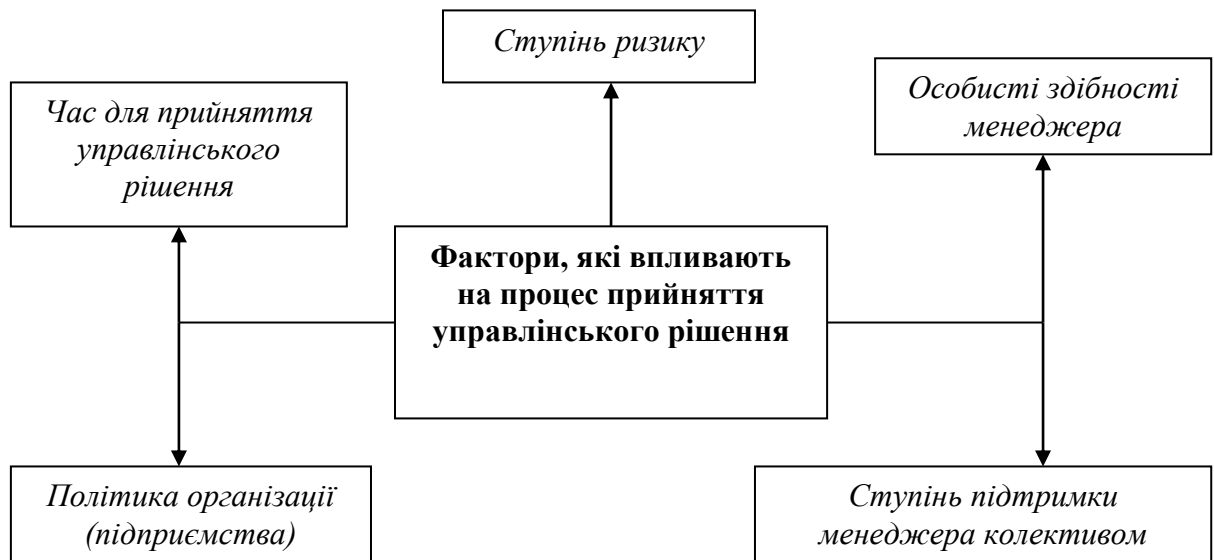 Ступінь ризику
Час для прийняття
управлінського
рішення
Особисті здібності
менеджера
Фактори, які впливають
на процес прийняття
управлінського рішення
Політика організації
(підприємства)
Ступінь підтримки
менеджера колективом